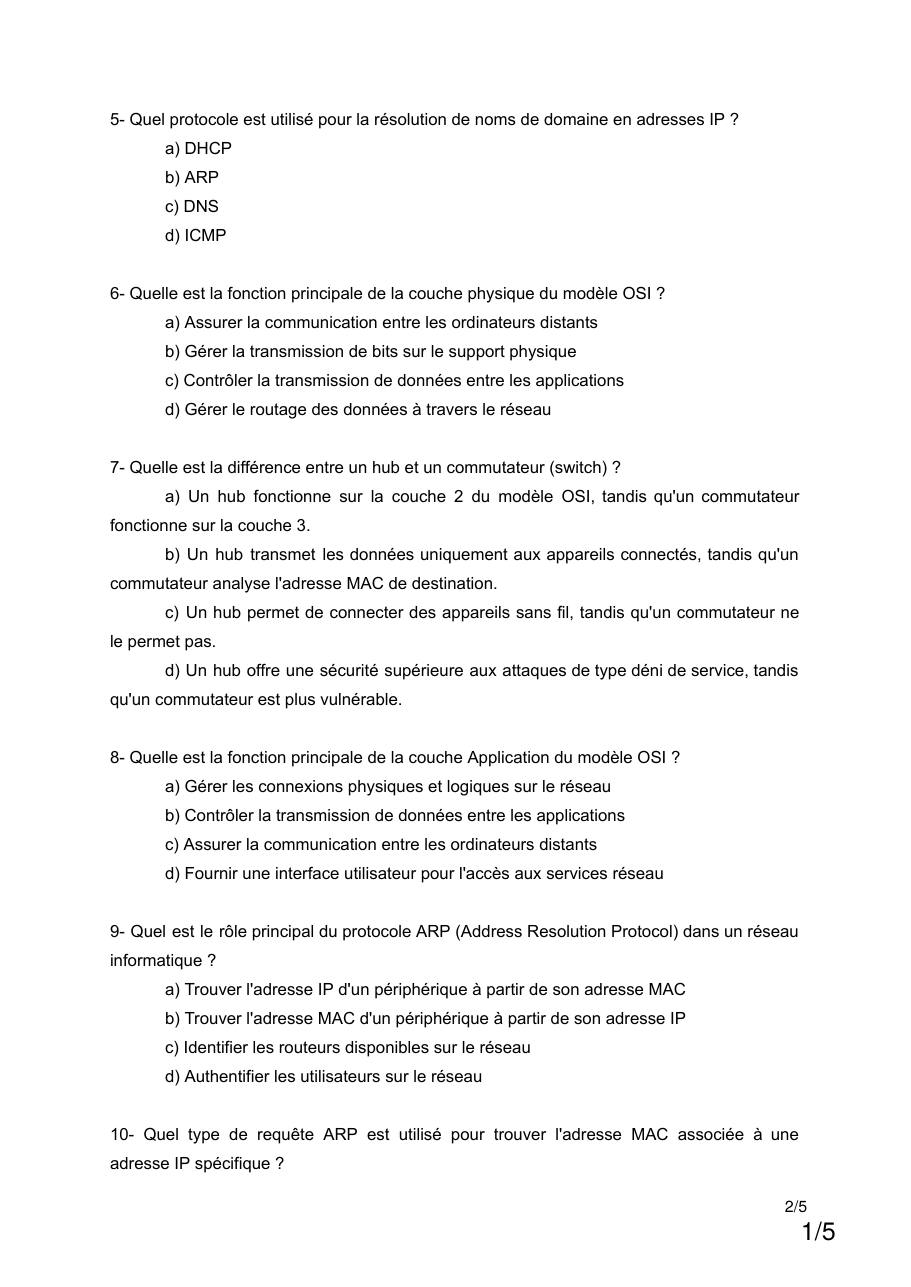 5- Quel protocole est utilisé pour la résolution de noms de domaine en adresses IP ?
a) DHCP
b) ARP
c) DNS
d) ICMP
6- Quelle est la fonction principale de la couche physique du modèle OSI ?
a) Assurer la communication entre les ordinateurs distants
b) Gérer la transmission de bits sur le support physique
c) Contrôler la transmission de données entre les applications
d) Gérer le routage des données à travers le réseau
7- Quelle est la différence entre un hub et un commutateur (switch) ?
a) Un hub fonctionne sur la couche 2 du modèle OSI, tandis qu'un commutateur
fonctionne sur la couche 3.
b) Un hub transmet les données uniquement aux appareils connectés, tandis qu'un
commutateur analyse l'adresse MAC de destination.
c) Un hub permet de connecter des appareils sans fil, tandis qu'un commutateur ne
le permet pas.
d) Un hub offre une sécurité supérieure aux attaques de type déni de service, tandis
qu'un commutateur est plus vulnérable.
8- Quelle est la fonction principale de la couche Application du modèle OSI ?
a) Gérer les connexions physiques et logiques sur le réseau
b) Contrôler la transmission de données entre les applications
c) Assurer la communication entre les ordinateurs distants
d) Fournir une interface utilisateur pour l'accès aux services réseau
9- Quel est le rôle principal du protocole ARP (Address Resolution Protocol) dans un réseau
informatique ?
a) Trouver l'adresse IP d'un périphérique à partir de son adresse MAC
b) Trouver l'adresse MAC d'un périphérique à partir de son adresse IP
c) Identifier les routeurs disponibles sur le réseau
d) Authentifier les utilisateurs sur le réseau
10- Quel type de requête ARP est utilisé pour trouver l'adresse MAC associée à une
adresse IP spécifique ?
2/5
1/5